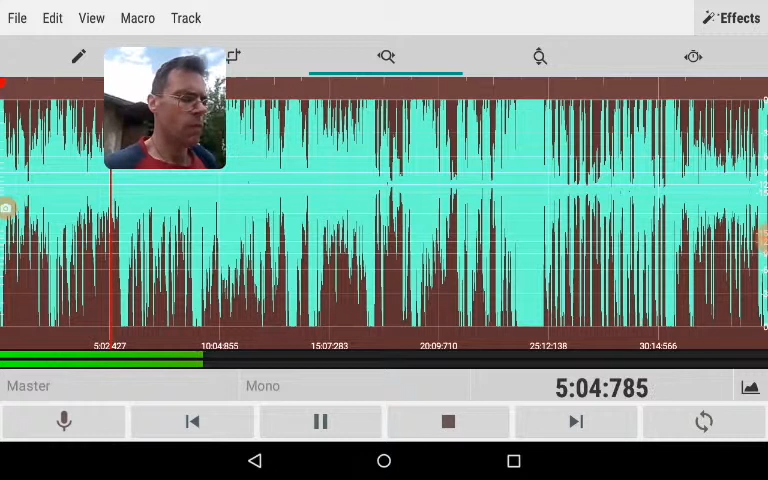 File Edit View Macro Track Effects
5:02:427 10:04:855 15:07:283 20:09:710 25:12:138 30:14:566
Master Mono 5:04:785